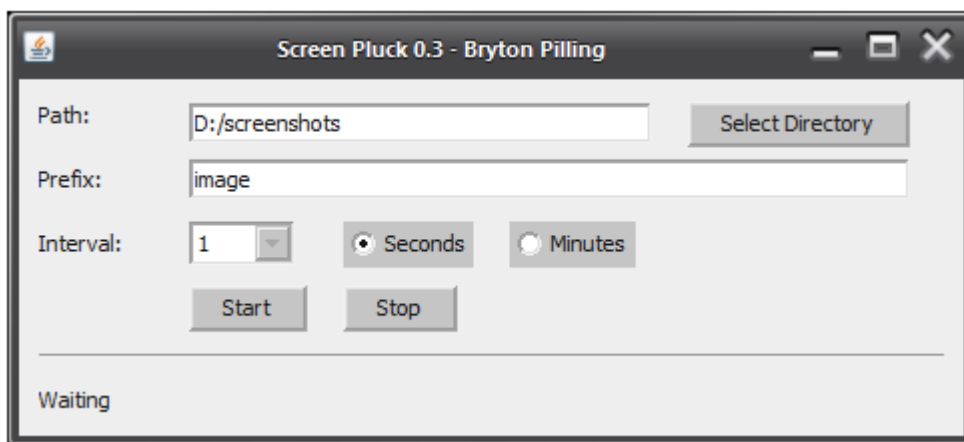 Screen Pluck 0.3 - Bryton Pilling
Path: D:/screenshots Select Directory
Prefix: image
Interval: 1 Seconds Minutes
Start Stop
Waiting